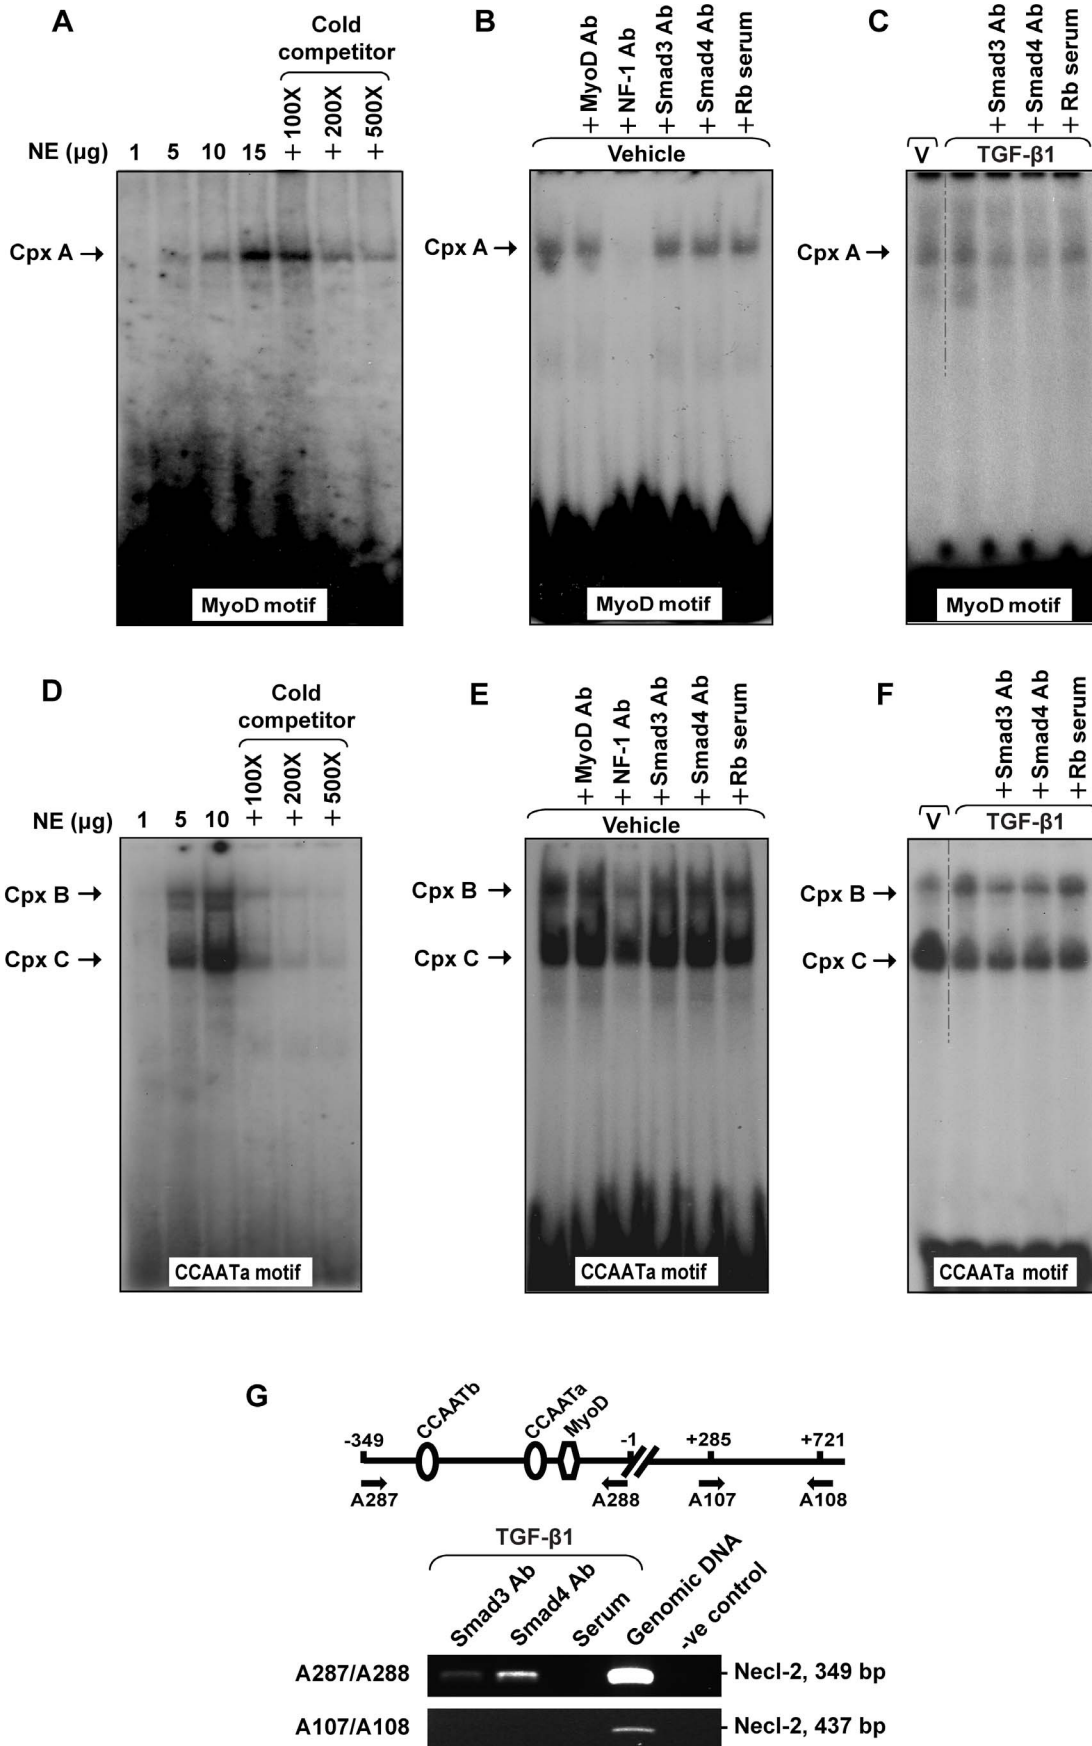 A
Cold
competitor
+100X
+200X
+500X
NE (µg) 1 5 10 15
Cpx A →
MyoD motif
B
+MyoD Ab
+NF-1 Ab
+Smad3 Ab
+Smad4 Ab
+Rb serum
Vehicle
Cpx A →
MyoD motif
C
+Smad3 Ab
+Smad4 Ab
+Rb serum
V TGF-β1
Cpx A →
MyoD motif
D
Cold
competitor
+100X
+200X
+500X
NE (µg) 1 5 10
Cpx B →
Cpx C →
CCAATa motif
E
+MyoD Ab
+NF-1 Ab
+Smad3 Ab
+Smad4 Ab
+Rb serum
Vehicle
Cpx B →
Cpx C →
CCAATa motif
F
+Smad3 Ab
+Smad4 Ab
+Rb serum
V TGF-β1
Cpx B →
Cpx C →
CCAATa motif
G
CCAATb
CCAATa
MyoD
-349 -1 +285 +721
A287 A288 A107 A108
TGF-β1
Smad3 Ab
Smad4 Ab
Serum
Genomic DNA
-ve control
A287/A288 - Necl-2, 349 bp
A107/A108 - Necl-2, 437 bp